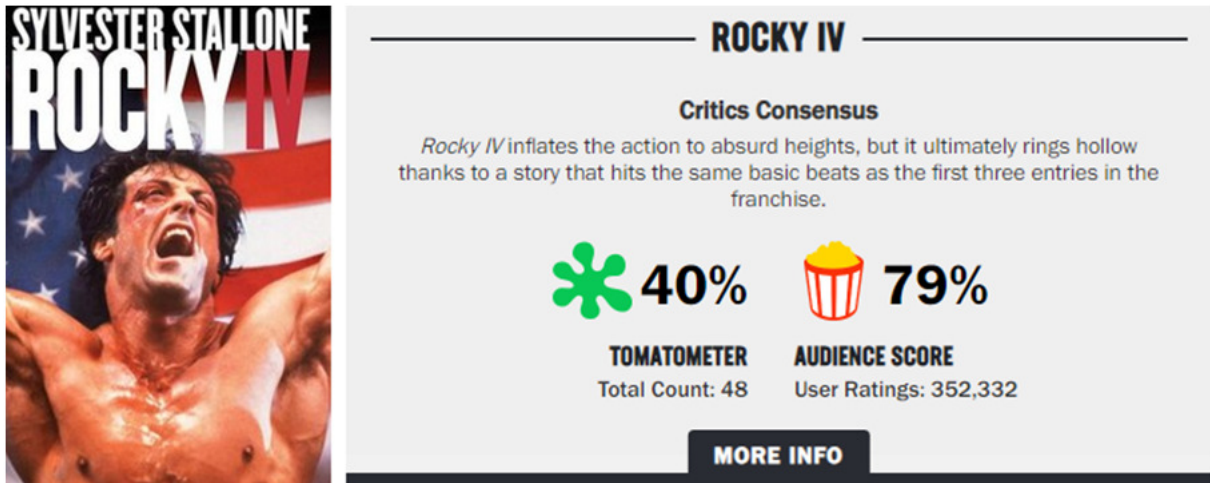 SYLVESTER STALLONE
ROCKY IV
ROCKY IV
Critics Consensus
Rocky IV inflates the action to absurd heights, but it ultimately rings hollow
thanks to a story that hits the same basic beats as the first three entries in the
franchise.
40% 79%
TOMATOMETER AUDIENCE SCORE
Total Count: 48 User Ratings: 352,332
MORE INFO